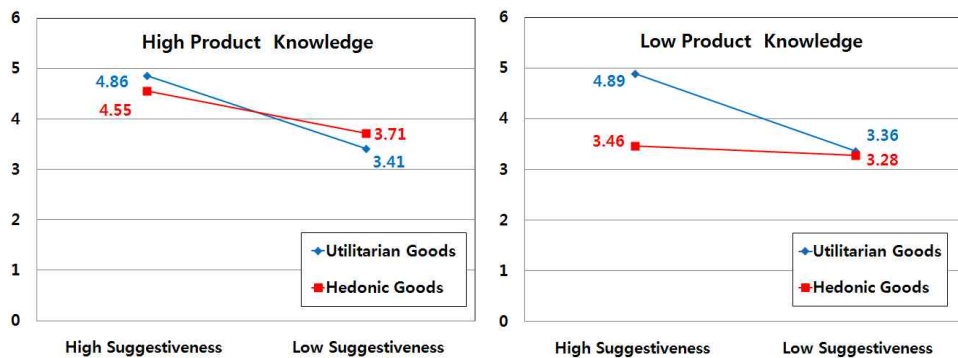 High Product Knowledge
6
5
4
3
2
1
0
4.86
4.55
3.71
3.41
Utilitarian Goods
Hedonic Goods
High Suggestiveness
Low Suggestiveness
Low Product Knowledge
6
5
4
3
2
1
0
4.89
3.46
3.36
3.28
Utilitarian Goods
Hedonic Goods
High Suggestiveness
Low Suggestiveness